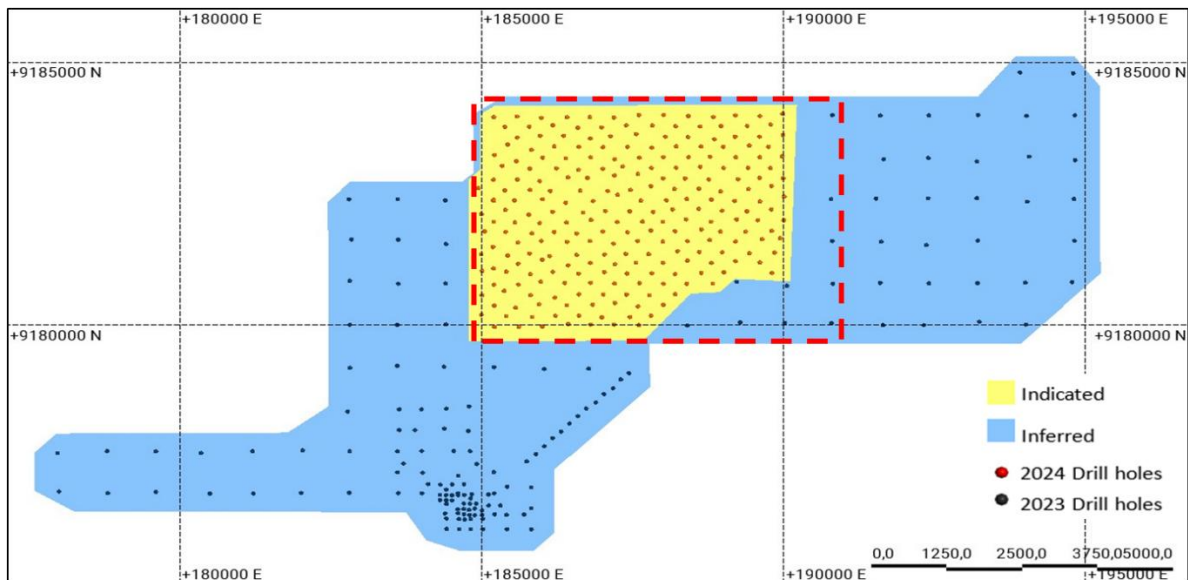 +180000 E +185000 E +190000 E +195000 E
+9185000 N +9185000 N
+9180000 N +9180000 N
Indicated
Inferred
2024 Drill holes
2023 Drill holes
0,0 1250,0 2500,0 3750,05000,0
+180000 E +185000 E +190000 E +195000 E